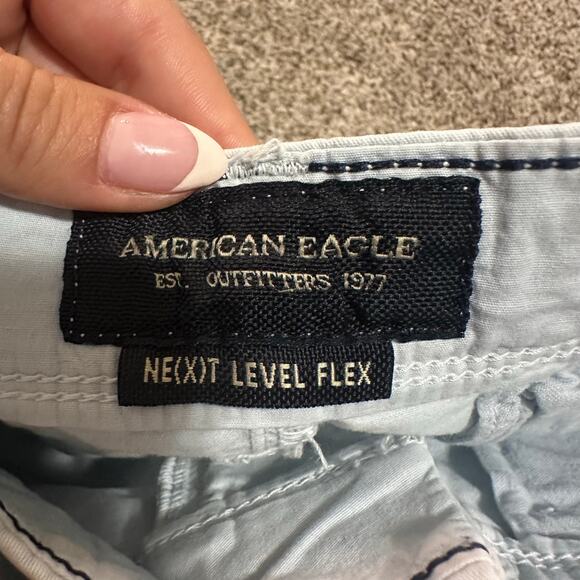 AMERICAN EAGLE
EST. OUTFITTERS 1977
NE(X)T LEVEL FLEX